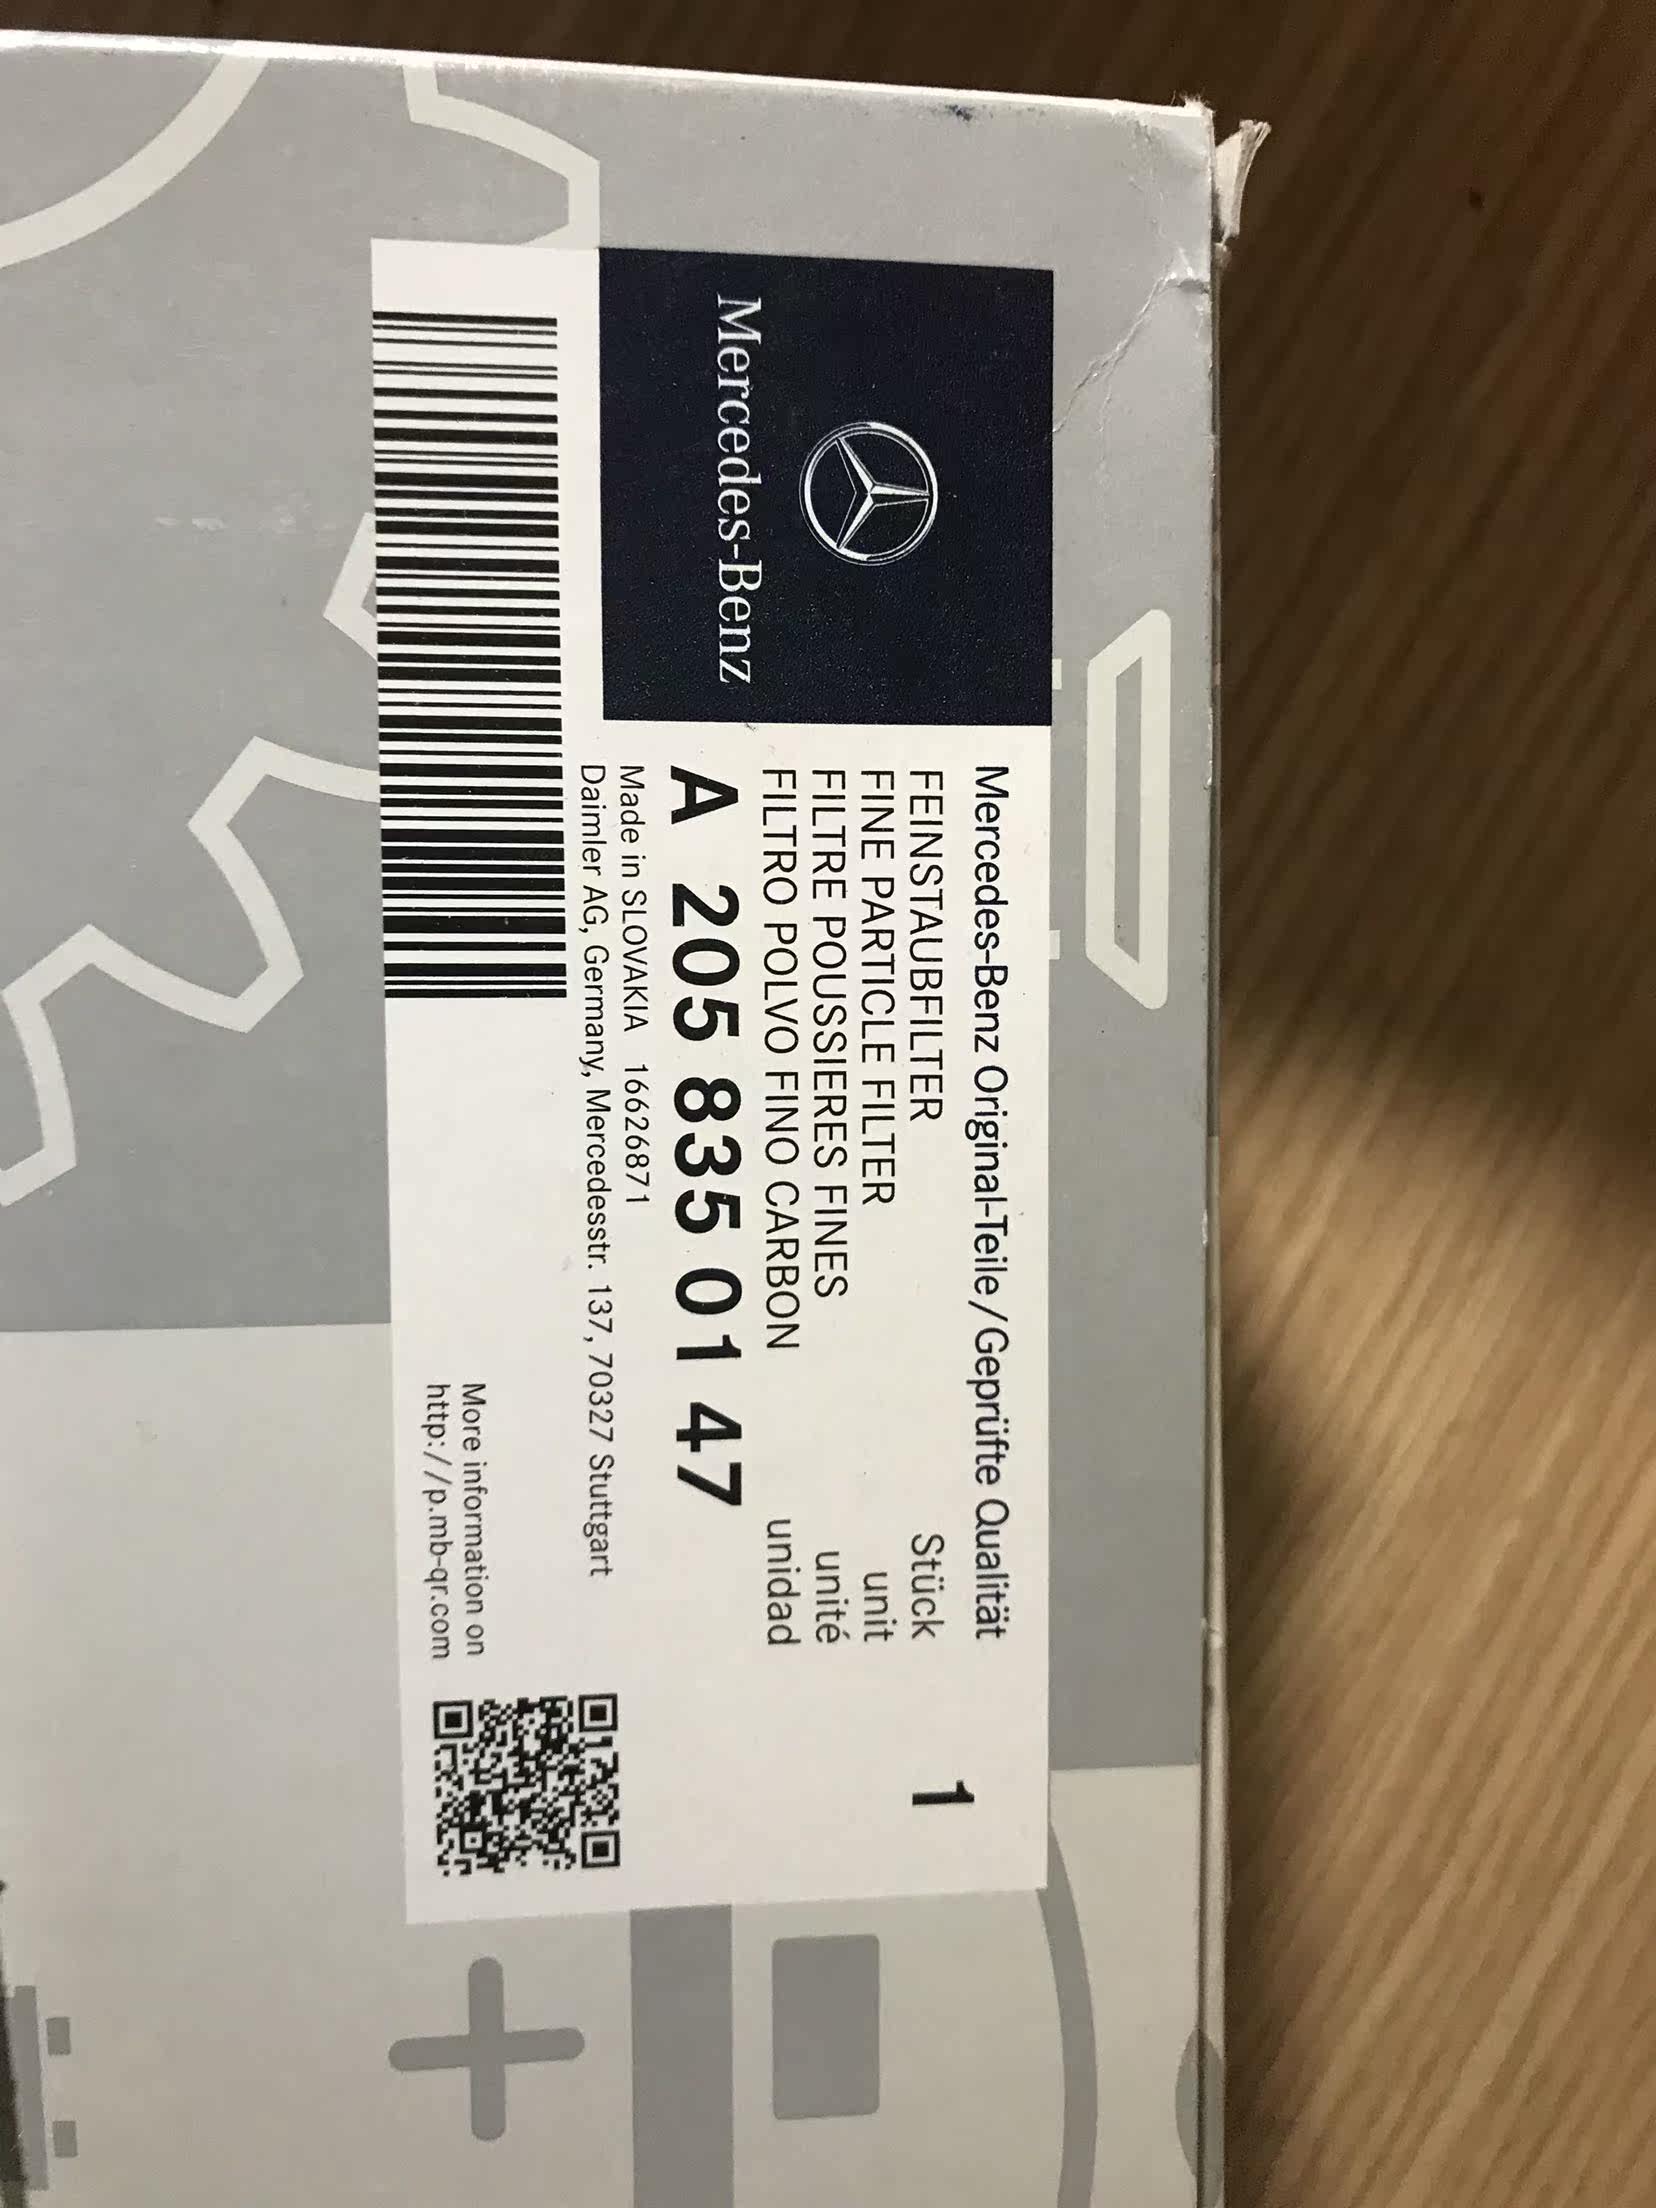 Mercedes-Benz
Mercedes-Benz Original-Teile/Geprüfte Qualität
FEINSTAUBFILTER Stück 1
FINE PARTICLE FILTER unit
FILTRE POUSSIERES FINES unité
FILTRO POLVO FINO CARBON unidad
A 205 835 01 47
Made in SLOVAKIA 16626871
Daimler AG, Germany, Mercedesstr. 137, 70327 Stuttgart
More information on
http://p.mb-qr.com